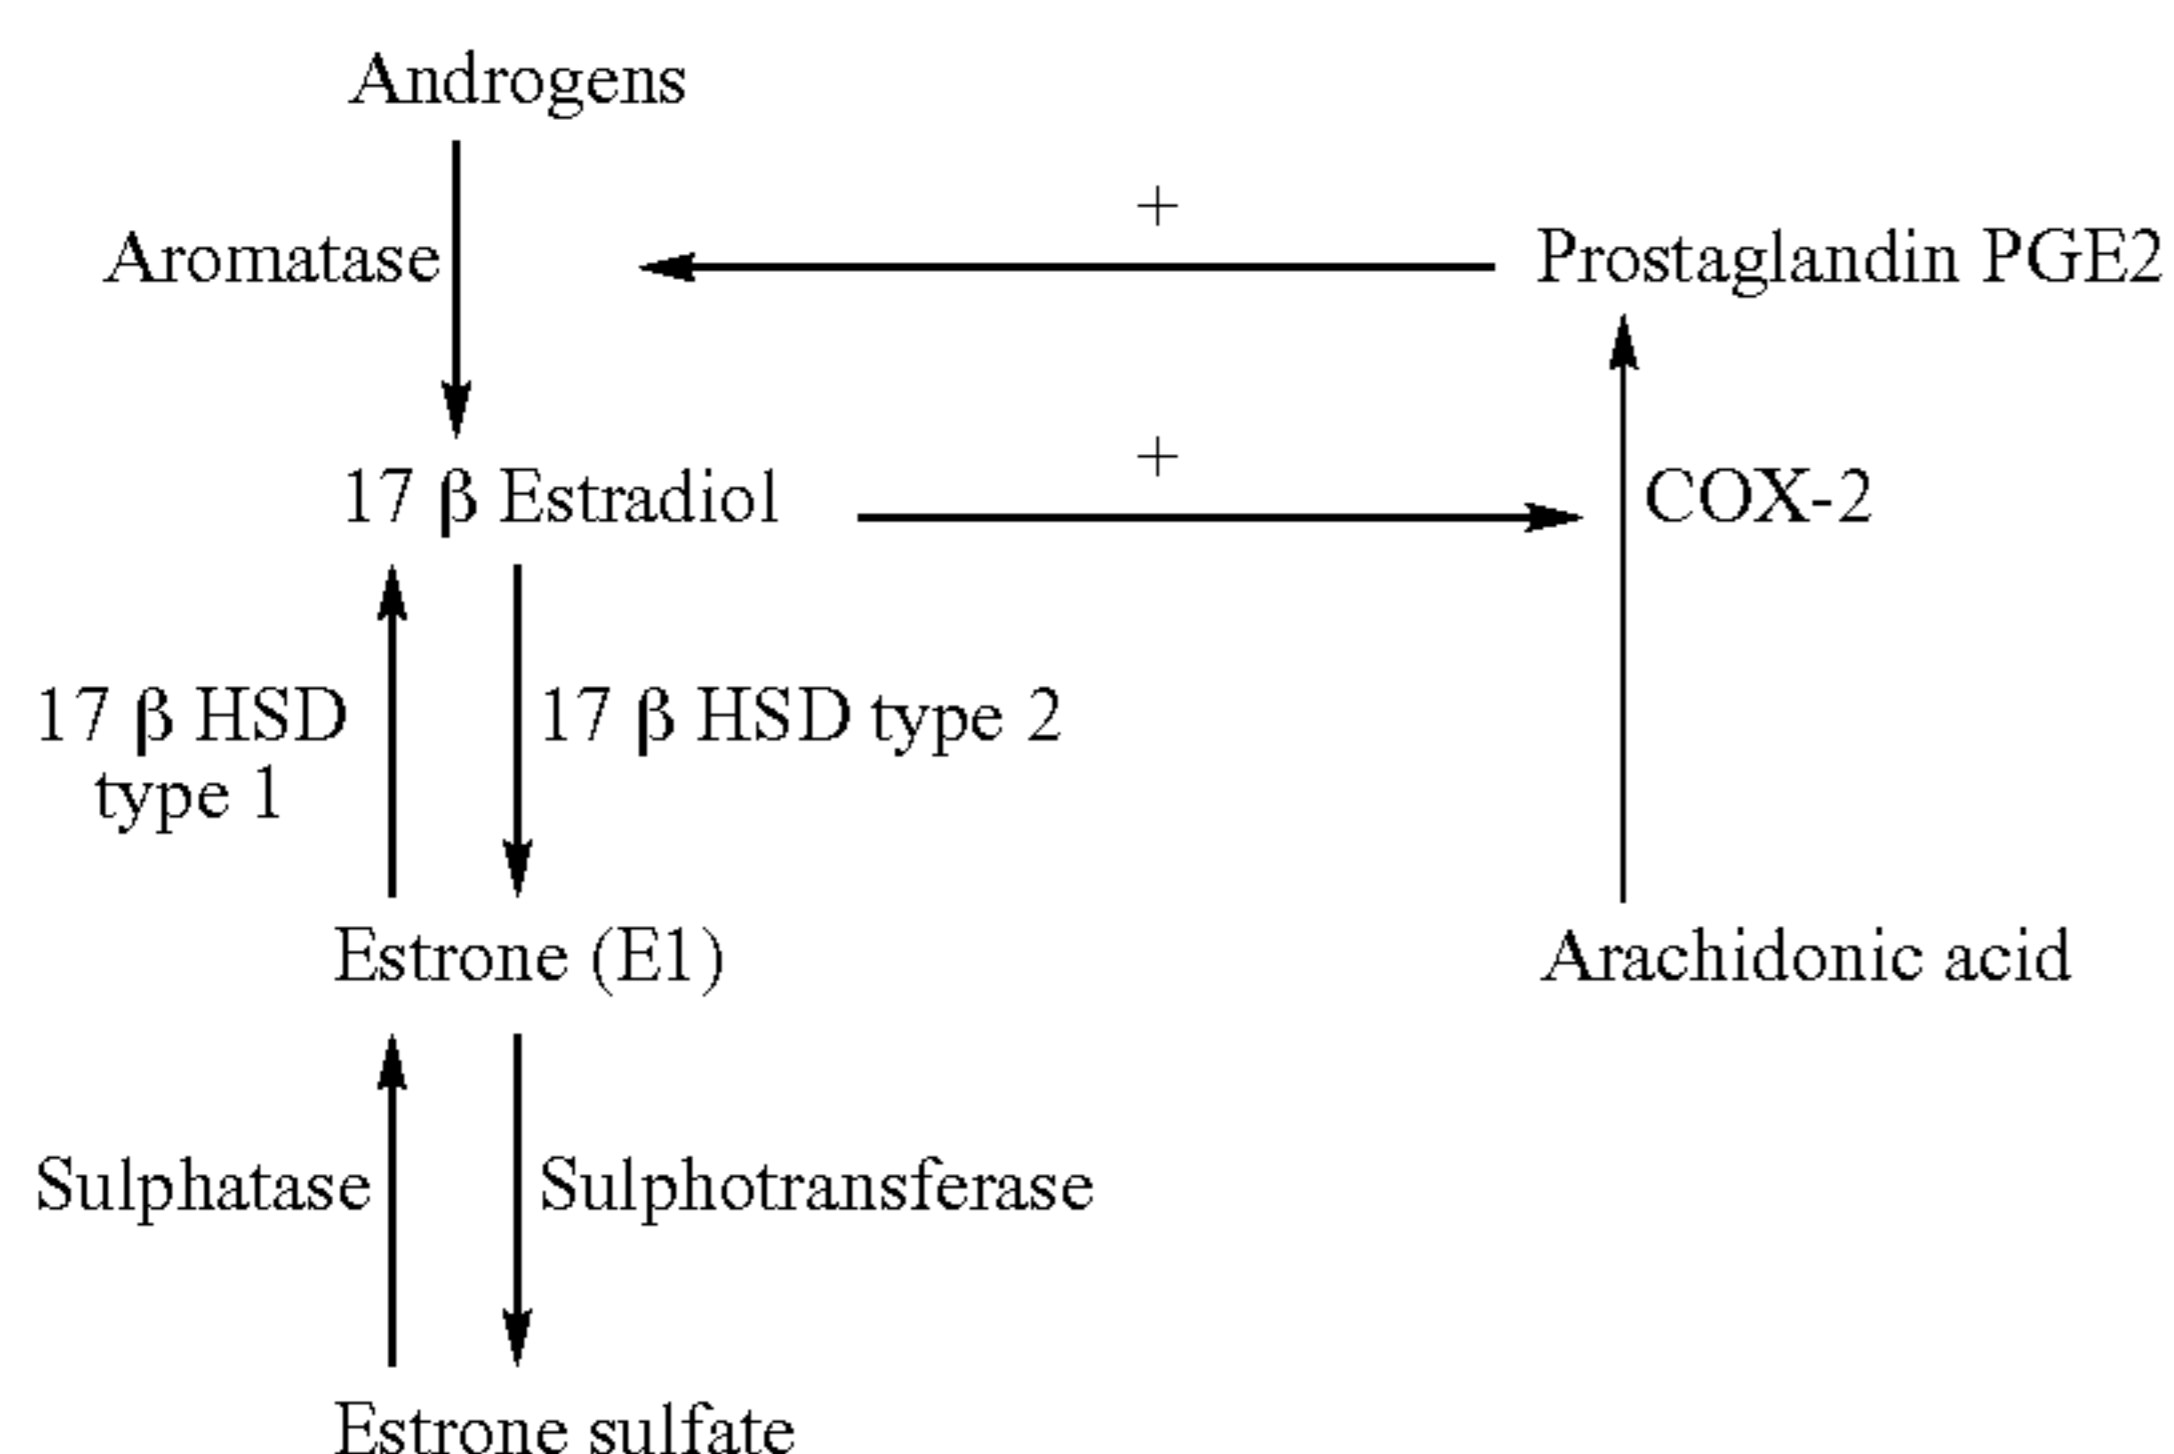 Androgens
+
Aromatase
Prostaglandin PGE2
+
17 β Estradiol
COX-2
17 β HSD
type 1
17 β HSD type 2
Estrone (E1)
Arachidonic acid
Sulphatase
Sulphotransferase
Estrone sulfate